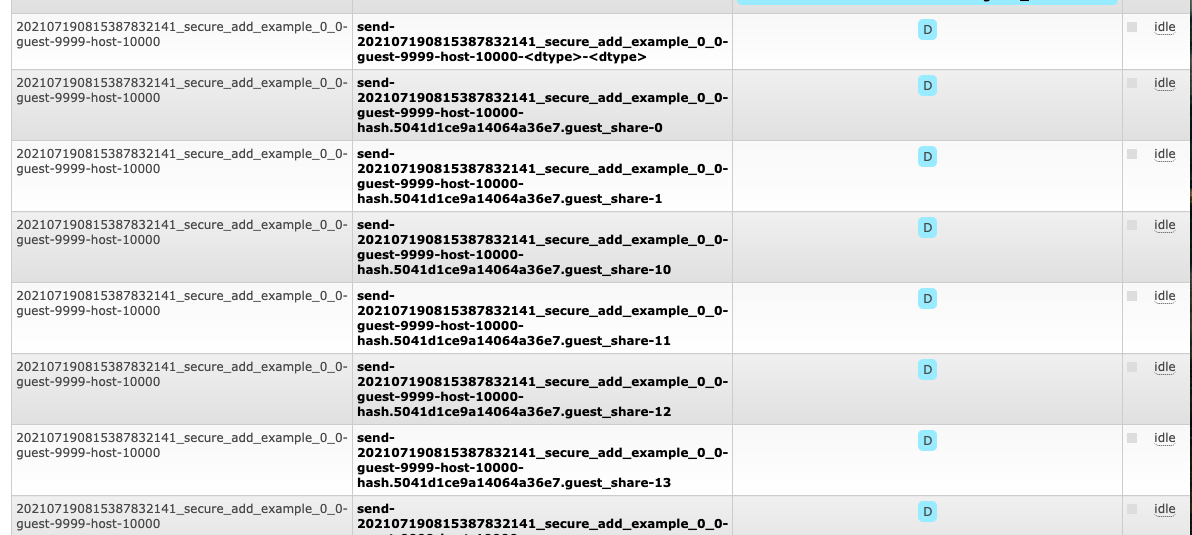 202107190815387832141_secure_add_example_0_0-
guest-9999-host-10000
send-
202107190815387832141_secure_add_example_0_0-
guest-9999-host-10000-<dtype>-<dtype>
D
idle
202107190815387832141_secure_add_example_0_0-
guest-9999-host-10000
send-
202107190815387832141_secure_add_example_0_0-
guest-9999-host-10000-
hash.5041d1ce9a14064a36e7.guest_share-0
D
idle
202107190815387832141_secure_add_example_0_0-
guest-9999-host-10000
send-
202107190815387832141_secure_add_example_0_0-
guest-9999-host-10000-
hash.5041d1ce9a14064a36e7.guest_share-1
D
idle
202107190815387832141_secure_add_example_0_0-
guest-9999-host-10000
send-
202107190815387832141_secure_add_example_0_0-
guest-9999-host-10000-
hash.5041d1ce9a14064a36e7.guest_share-10
D
idle
202107190815387832141_secure_add_example_0_0-
guest-9999-host-10000
send-
202107190815387832141_secure_add_example_0_0-
guest-9999-host-10000-
hash.5041d1ce9a14064a36e7.guest_share-11
D
idle
202107190815387832141_secure_add_example_0_0-
guest-9999-host-10000
send-
202107190815387832141_secure_add_example_0_0-
guest-9999-host-10000-
hash.5041d1ce9a14064a36e7.guest_share-12
D
idle
202107190815387832141_secure_add_example_0_0-
guest-9999-host-10000
send-
202107190815387832141_secure_add_example_0_0-
guest-9999-host-10000-
hash.5041d1ce9a14064a36e7.guest_share-13
D
idle
202107190815387832141_secure_add_example_0_0-
guest-9999-host-10000
send-
202107190815387832141_secure_add_example_0_0-
D
idle